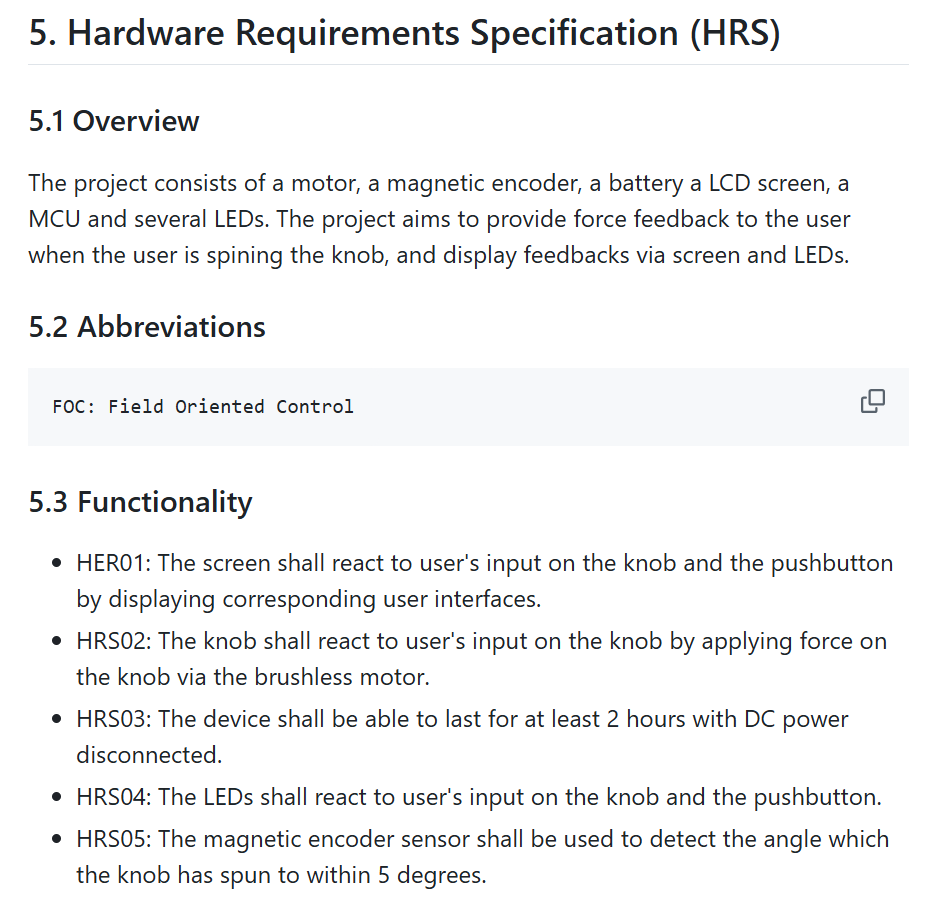 5. Hardware Requirements Specification (HRS)
5.1 Overview
The project consists of a motor, a magnetic encoder, a battery a LCD screen, a
MCU and several LEDs. The project aims to provide force feedback to the user
when the user is spining the knob, and display feedbacks via screen and LEDs.
5.2 Abbreviations
FOC: Field Oriented Control
5.3 Functionality
• HER01: The screen shall react to user's input on the knob and the pushbutton
by displaying corresponding user interfaces.
• HRS02: The knob shall react to user's input on the knob by applying force on
the knob via the brushless motor.
• HRS03: The device shall be able to last for at least 2 hours with DC power
disconnected.
• HRS04: The LEDs shall react to user's input on the knob and the pushbutton.
• HRS05: The magnetic encoder sensor shall be used to detect the angle which
the knob has spun to within 5 degrees.